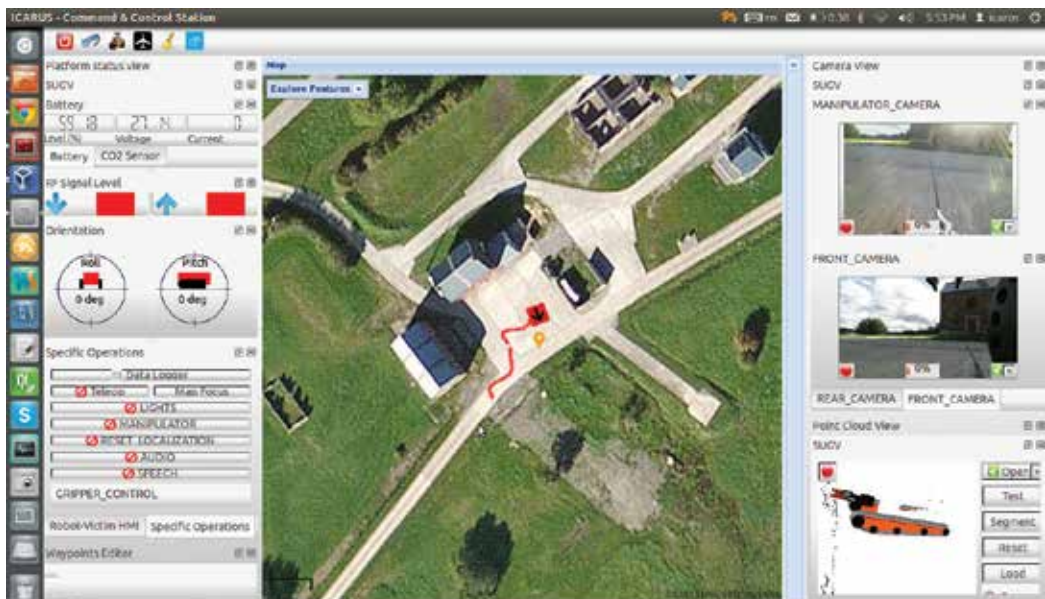 ICARUS - Command & Control Station
5:53 PM
icarus
Platform status view
SUGV
Battery
Level (%) Voltage Current
Battery CO2 Sensor
RF Signal Level
Orientation
Roll
0 deg
Pitch
0 deg
Specific Operations
Data Logger
Teleop Man Focus
LIGHTS
MANIPULATOR
RESET_LOCALIZATION
AUDIO
SPEECH
GRIPPER_CONTROL
Robot-Victim HMI Specific Operations
Waypoints Editor
Map
Explore Features
Camera View
SUGV
MANIPULATOR_CAMERA
0%
FRONT_CAMERA
0%
REAR_CAMERA FRONT_CAMERA
Point Cloud View
SUGV
Open
Test
Segment
Reset
Load